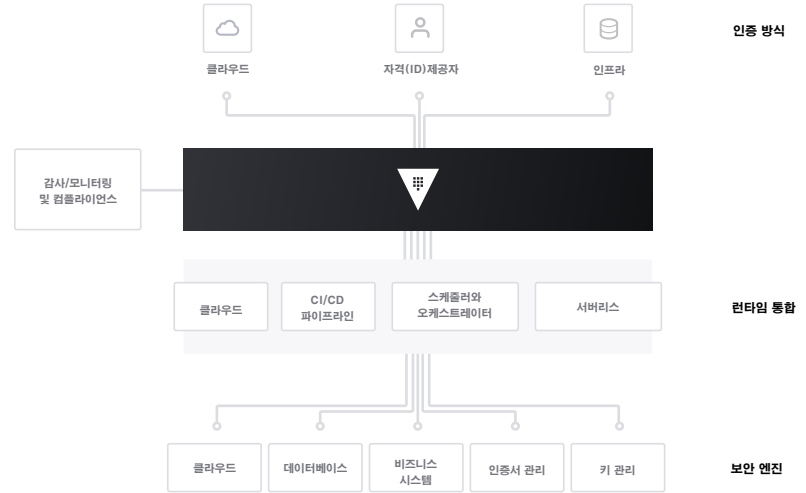 인증 방식
클라우드
자격(ID)제공자
인프라
감사/모니터링
및 컴플라이언스
클라우드
CI/CD
파이프라인
스케줄러와
오케스트레이터
서버리스
런타임 통합
클라우드
데이터베이스
비즈니스
시스템
인증서 관리
키 관리
보안 엔진